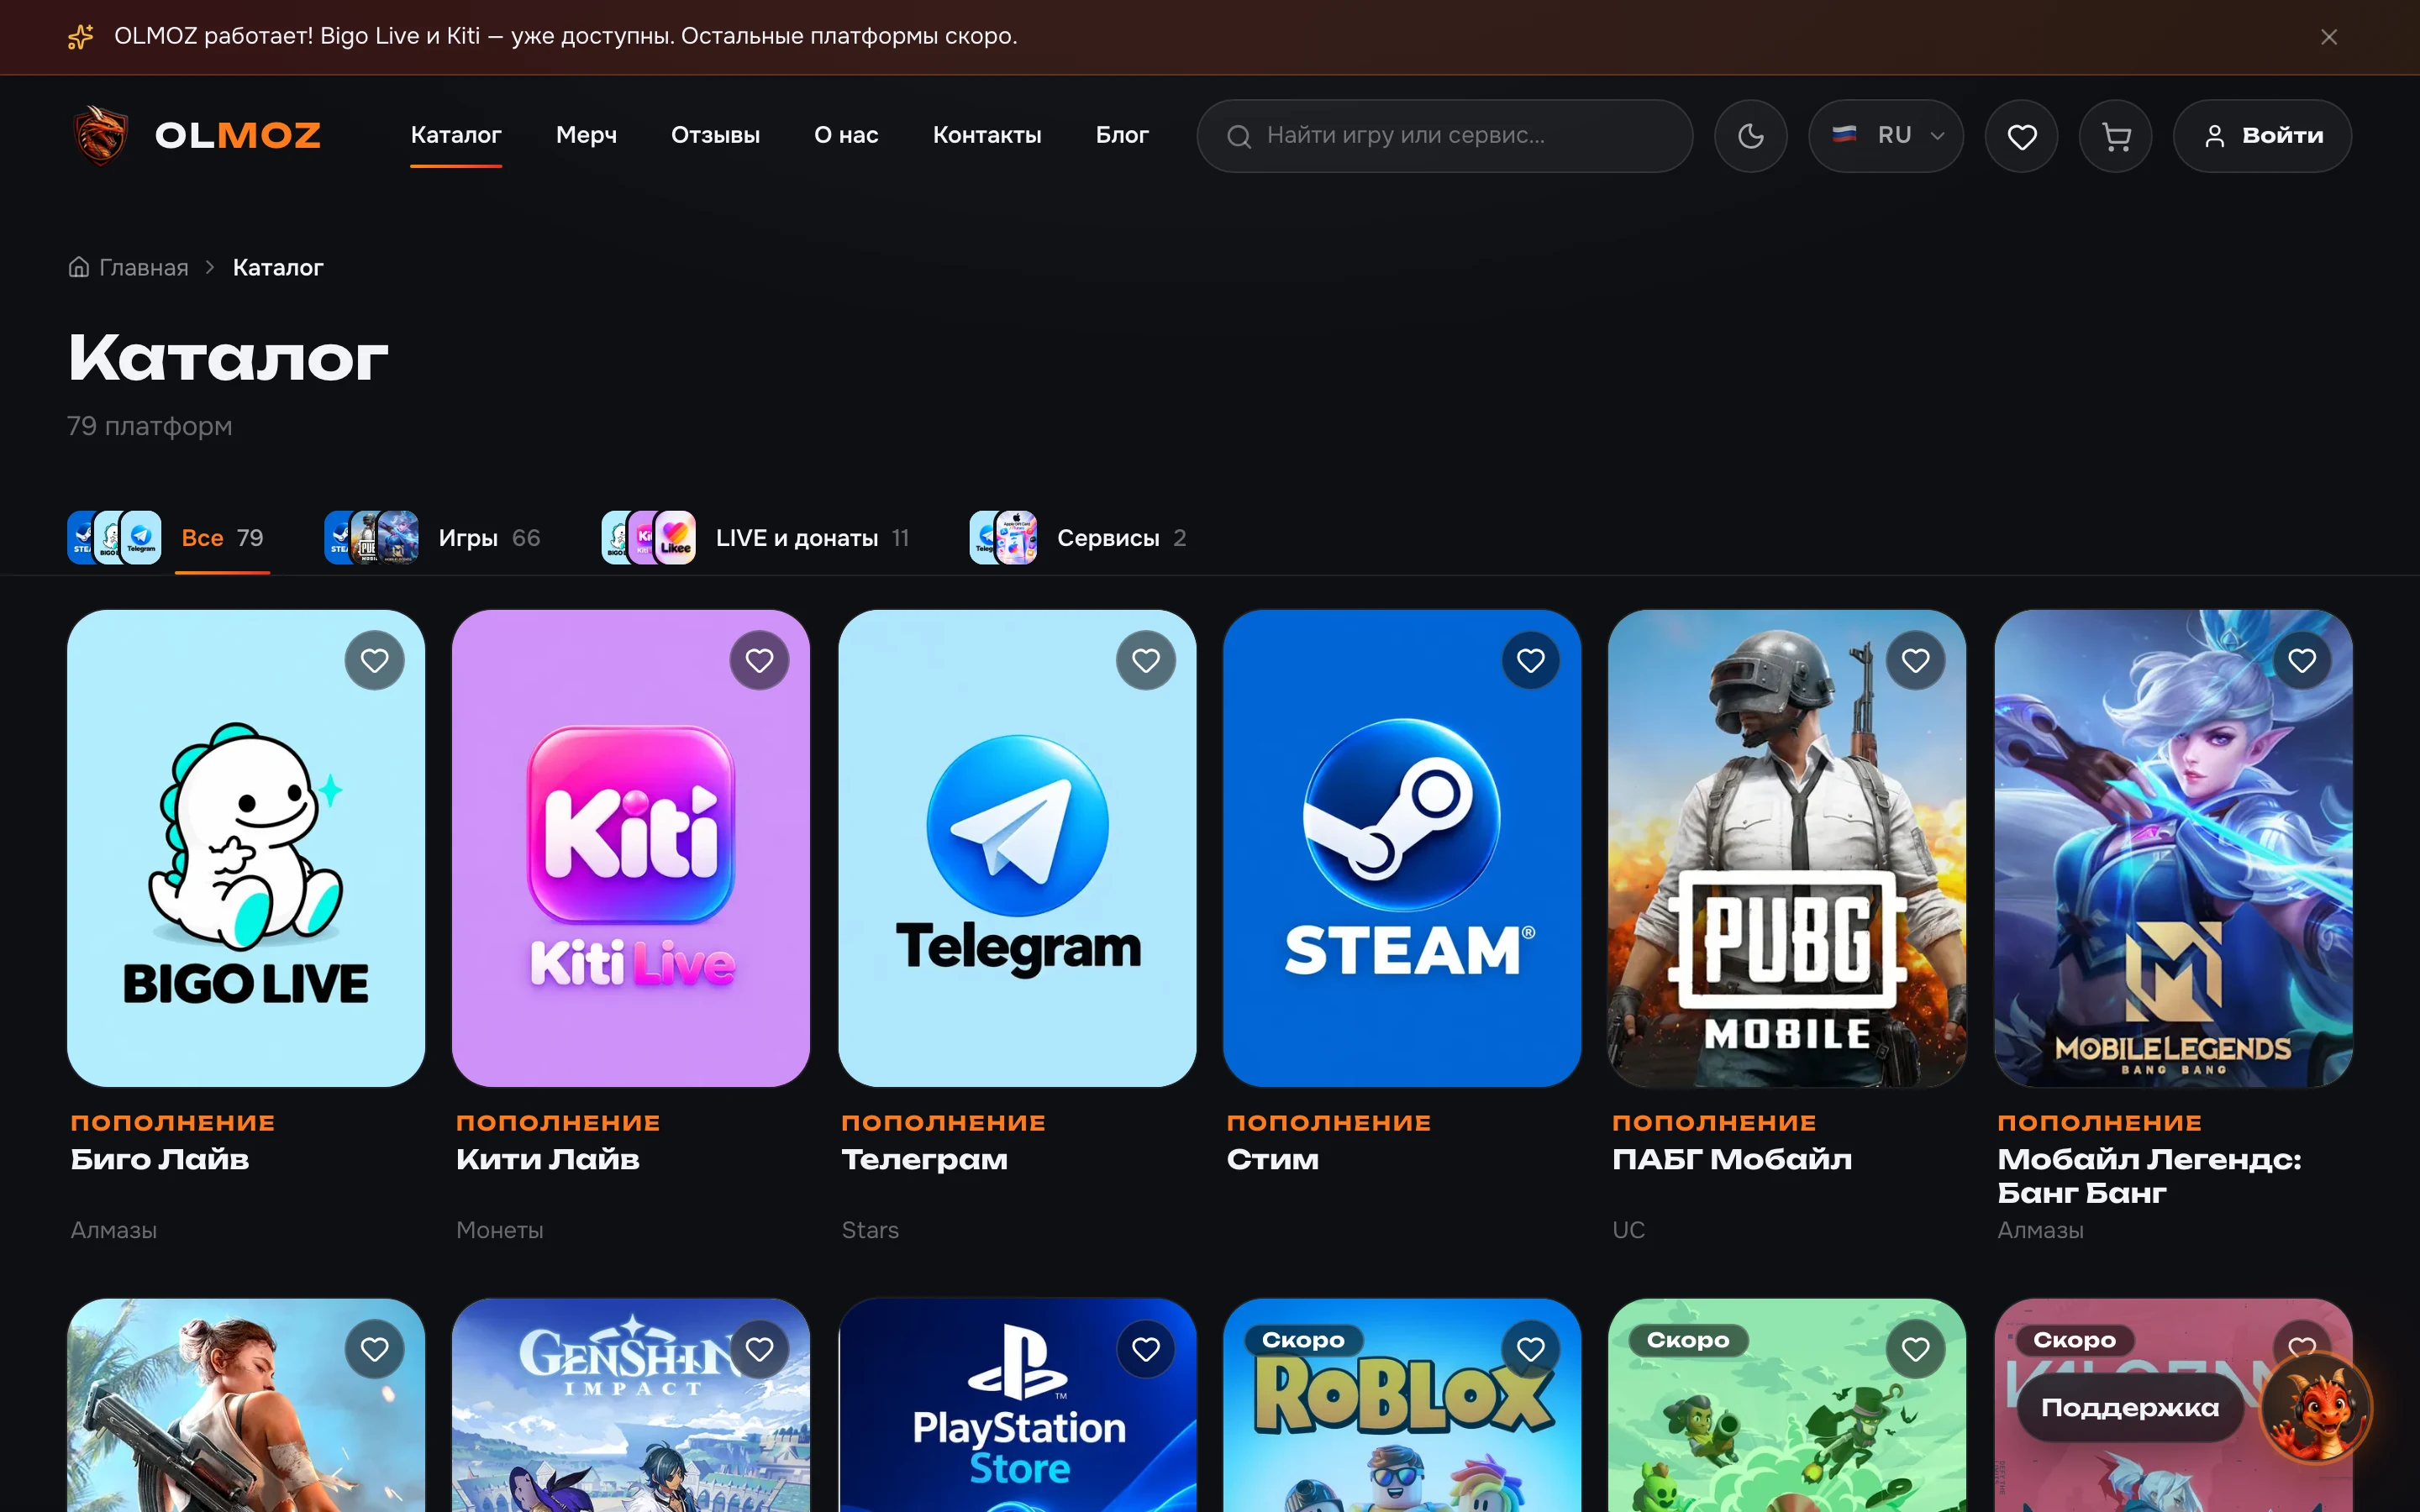 OLMOZ работает! Bigo Live и Kiti — уже доступны. Остальные платформы скоро.
OLMOZ
Каталог
Мерч
Отзывы
О нас
Контакты
Блог
Найти игру или сервис...
RU
Войти
Главная
Каталог
Каталог
79 платформ
Все 79
Игры 66
LIVE и донаты 11
Сервисы 2
BIGO LIVE
Kiti
Kiti Live
Telegram
STEAM®
PUBG
MOBILE
MOBILE LEGENDS
BANG BANG
ПОПОЛНЕНИЕ
Биго Лайв
Алмазы
ПОПОЛНЕНИЕ
Кити Лайв
Монеты
ПОПОЛНЕНИЕ
Телеграм
Stars
ПОПОЛНЕНИЕ
Стим
ПОПОЛНЕНИЕ
ПАБГ Мобайл
UC
ПОПОЛНЕНИЕ
Мобайл Легендс:
Банг Банг
Алмазы
GENSHIN
IMPACT
PlayStation
Store
Скоро
ROBLOX
Скоро
Скоро
Поддержка